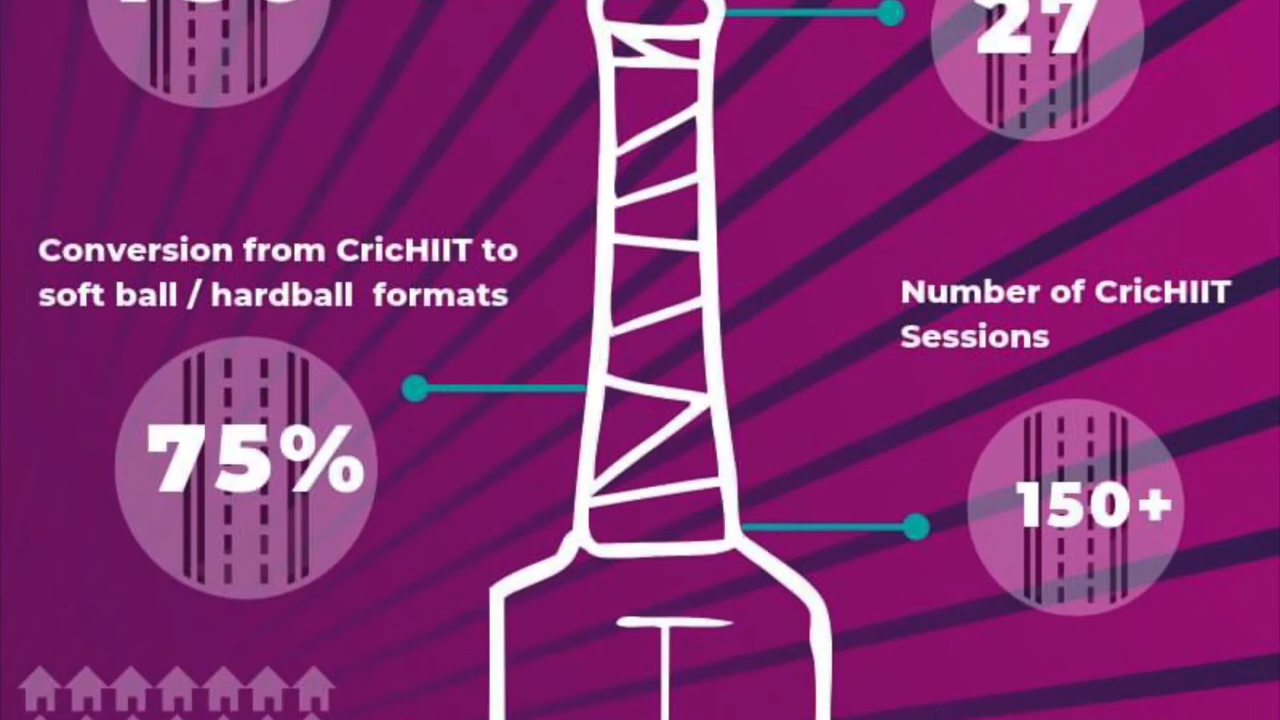 27
Conversion from CricHIIT to
soft ball / hardball formats
75%
Number of CricHIIT
Sessions
150+